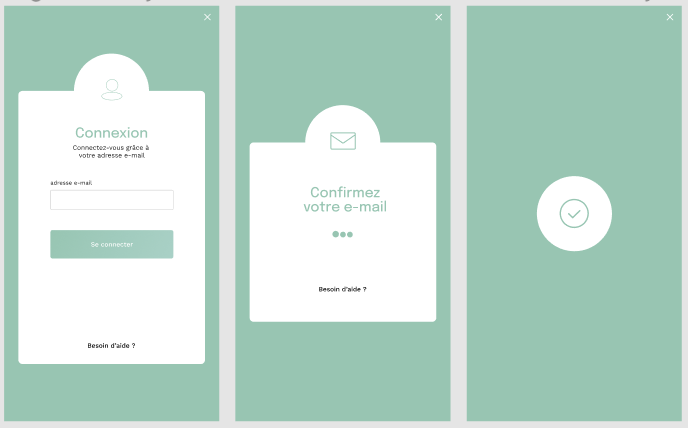 Connexion
Connectez-vous grâce à
votre adresse e-mail
adresse e-mail
Se connecter
Besoin d'aide ?
Confirmez
votre e-mail
Besoin d'aide ?